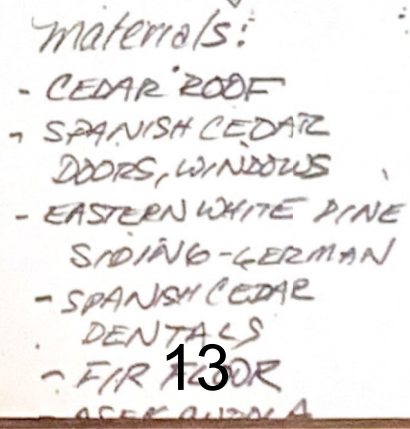 materials:
- CEDAR ROOF
- SPANISH CEDAR
DOORS, WINDOWS
- EASTERN WHITE PINE
SIDING - GERMAN
- SPANISH CEDAR
DENTALS
- FIR FLOOR
13